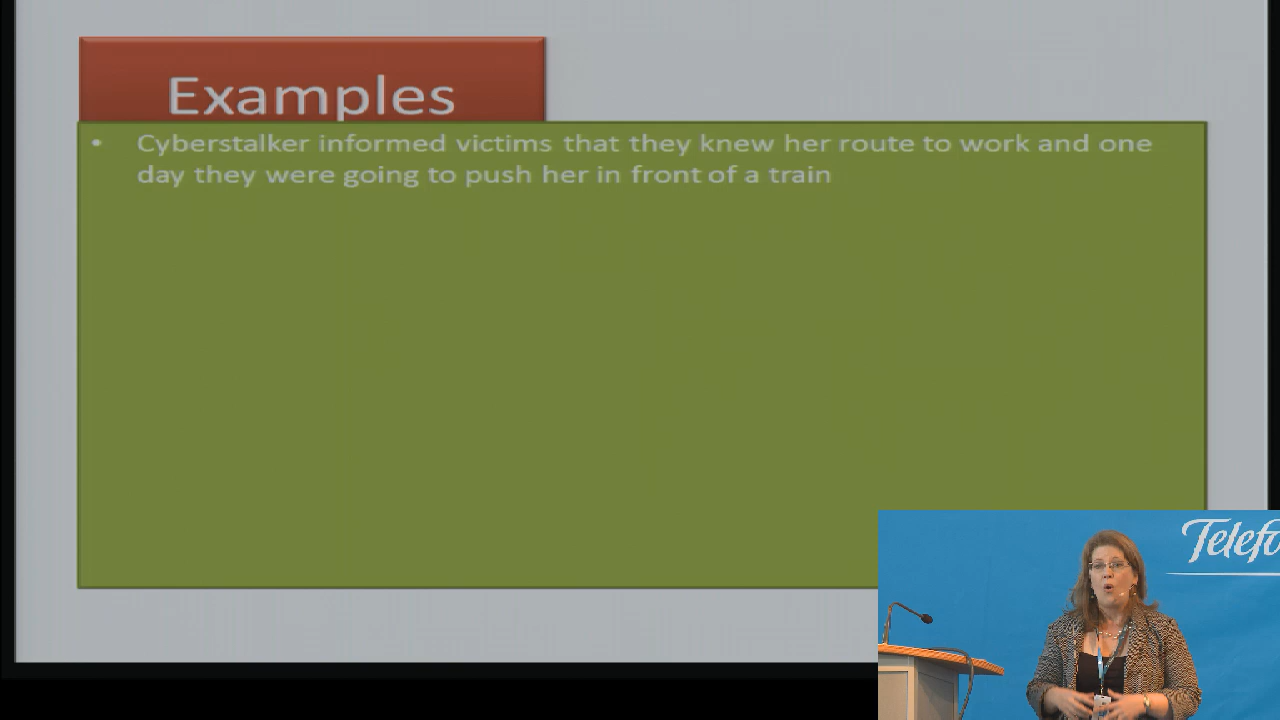 Examples
• Cyberstalker informed victims that they knew her route to work and one
day they were going to push her in front of a train
Telefo